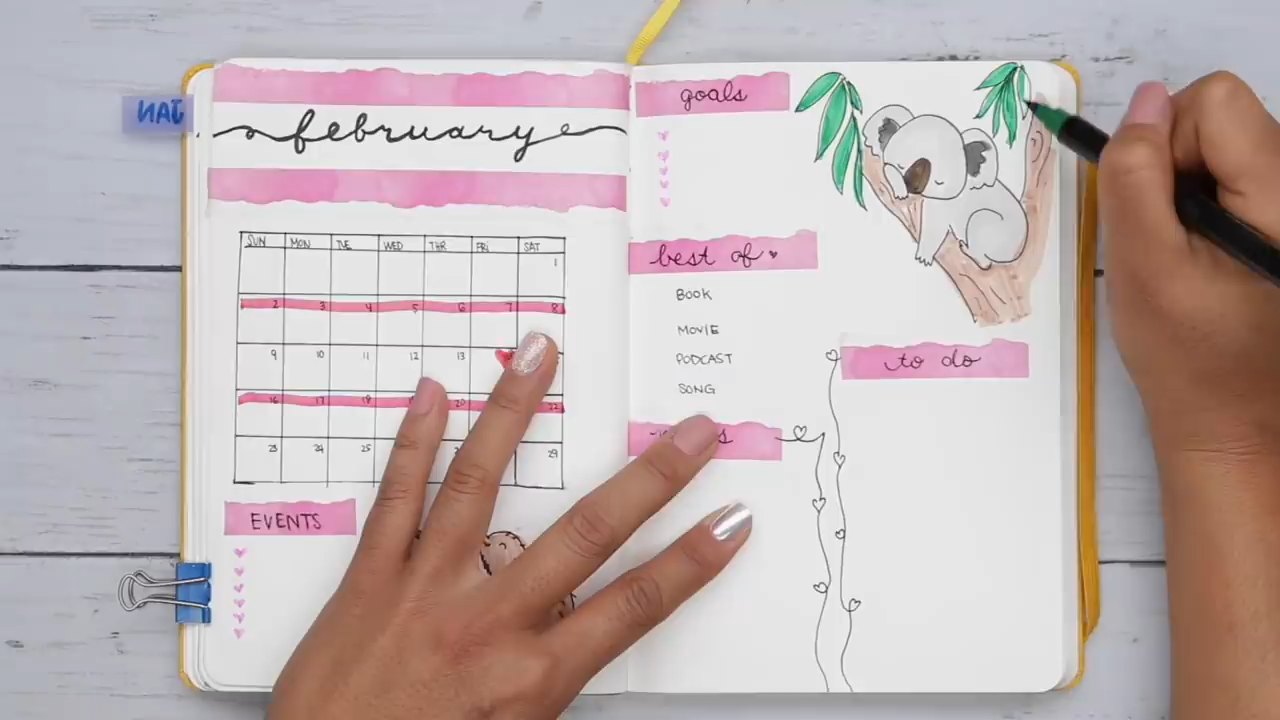 JAN
february
SUN MON TUE WED THR FRI SAT
1
2 3 4 5 6 7 8
9 10 11 12 13
16 17 18 20 22
23 24 25 29
EVENTS
goals
best of
BOOK
MOVIE
PODCAST
SONG
to do